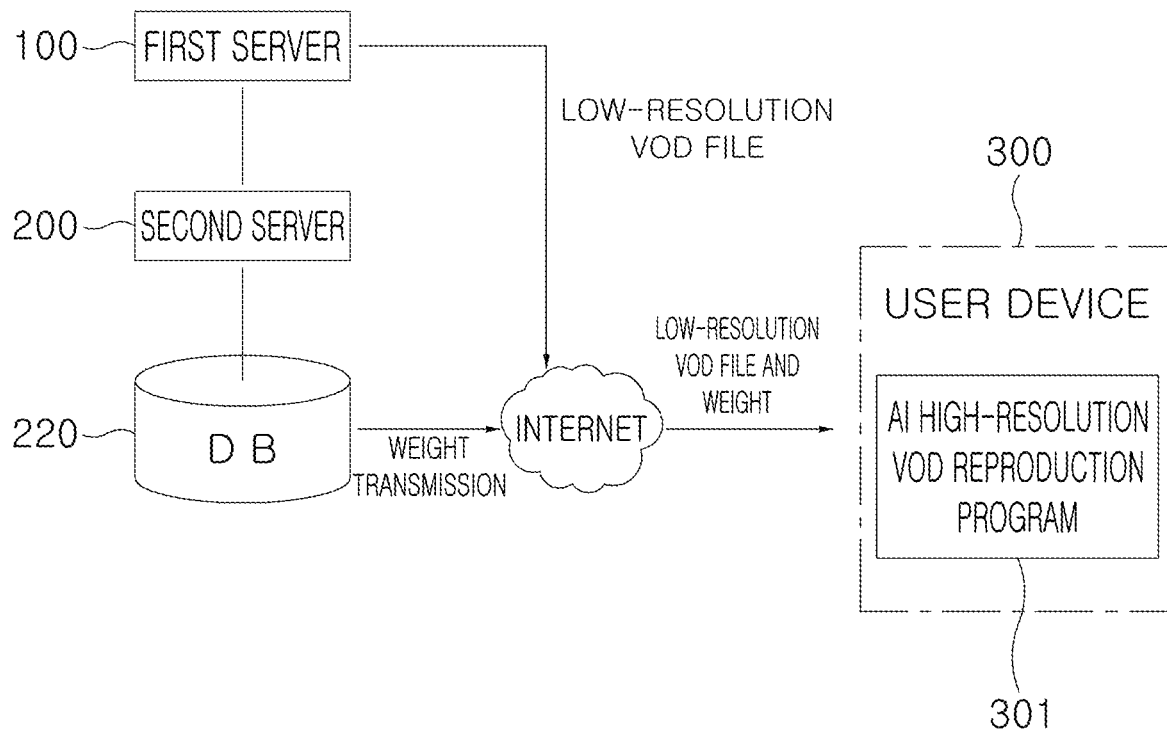 100
FIRST SERVER
LOW-RESOLUTION
VOD FILE
200
SECOND SERVER
300
USER DEVICE
LOW-RESOLUTION
VOD FILE AND
WEIGHT
220
D B
WEIGHT
TRANSMISSION
INTERNET
AI HIGH-RESOLUTION
VOD REPRODUCTION
PROGRAM
301